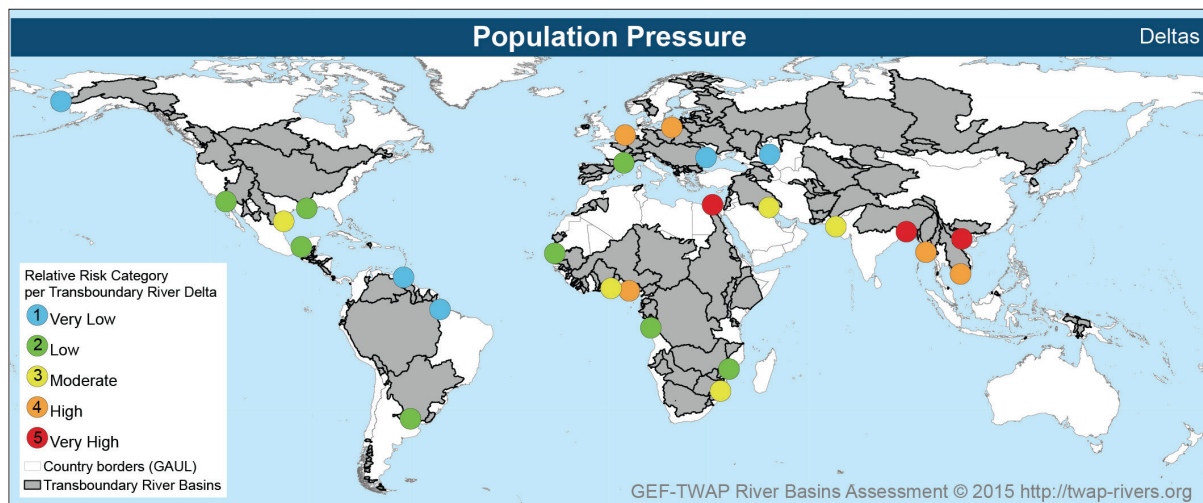 Population Pressure
Deltas
Relative Risk Category
per Transboundary River Delta
1 Very Low
2 Low
3 Moderate
4 High
5 Very High
Country borders (GAUL)
Transboundary River Basins
GEF-TWAP River Basins Assessment © 2015 http://twap-rivers.org